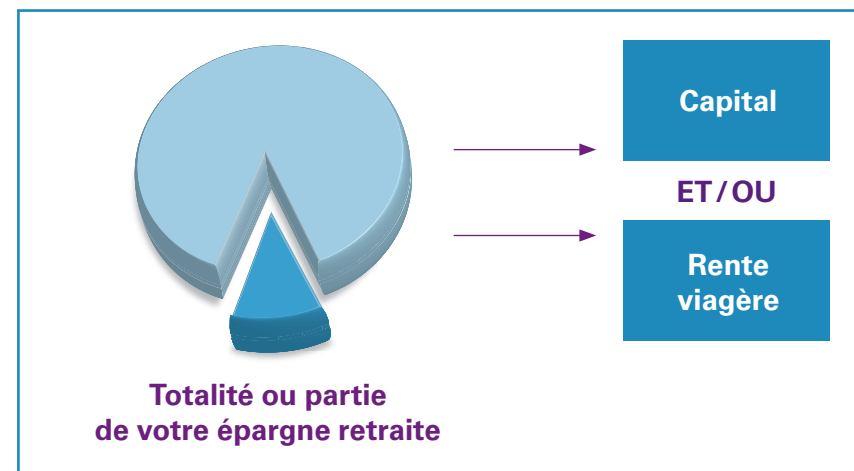 Capital
ET/OU
Rente
viagère
Totalité ou partie
de votre épargne retraite